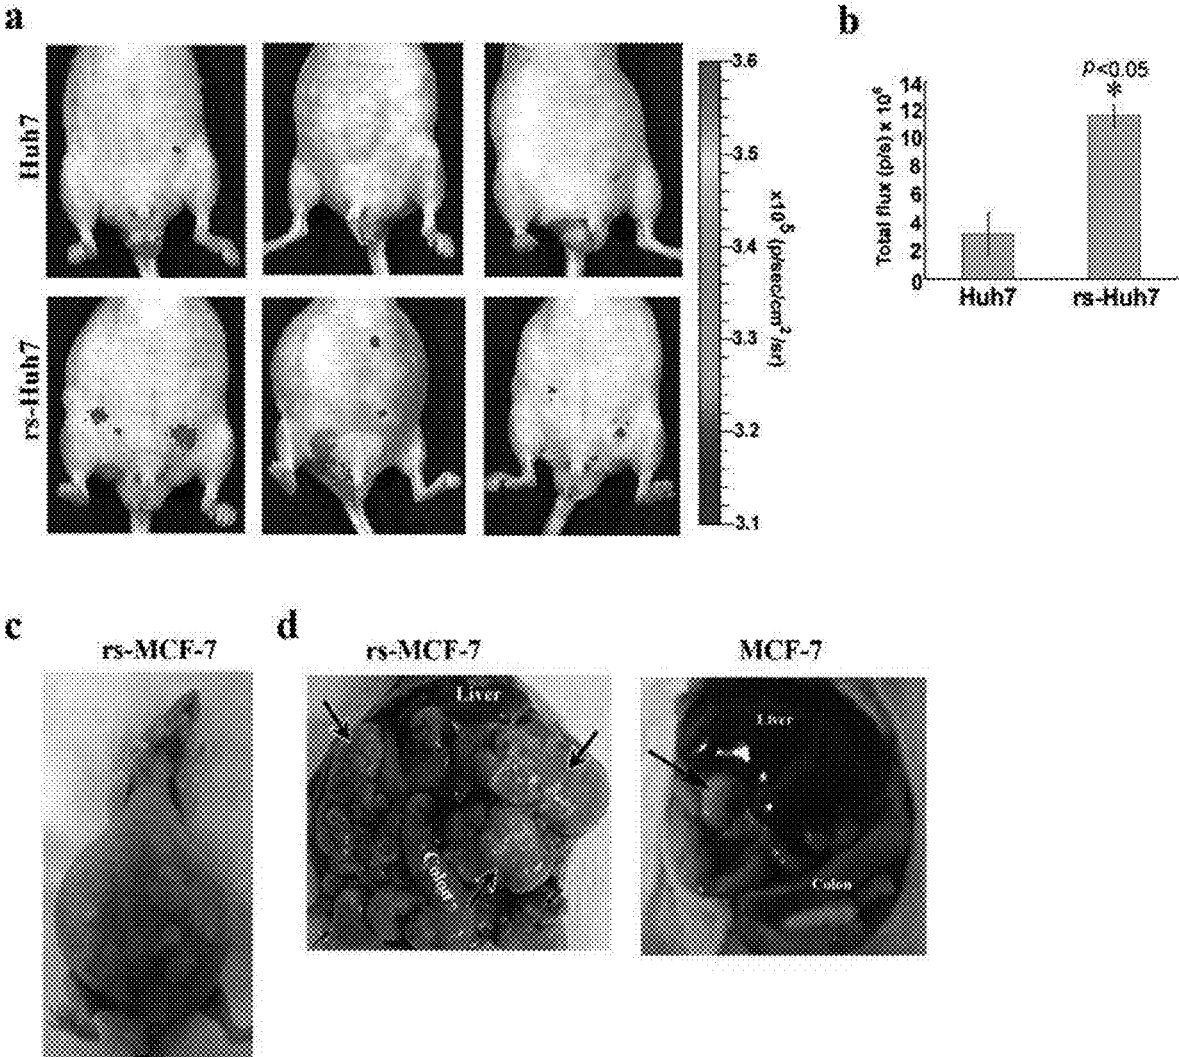 a
Huh7
rs-Huh7
3.6
3.5
3.4
3.3
3.2
3.1
x10⁵ (p/sec/cm²/sr)
b
p<0.05
*
Total flux (p/s) x 10⁶
14
12
10
8
6
4
2
0
Huh7
rs-Huh7
c
rs-MCF-7
d
rs-MCF-7
Liver
Colon
MCF-7
Liver
Colon